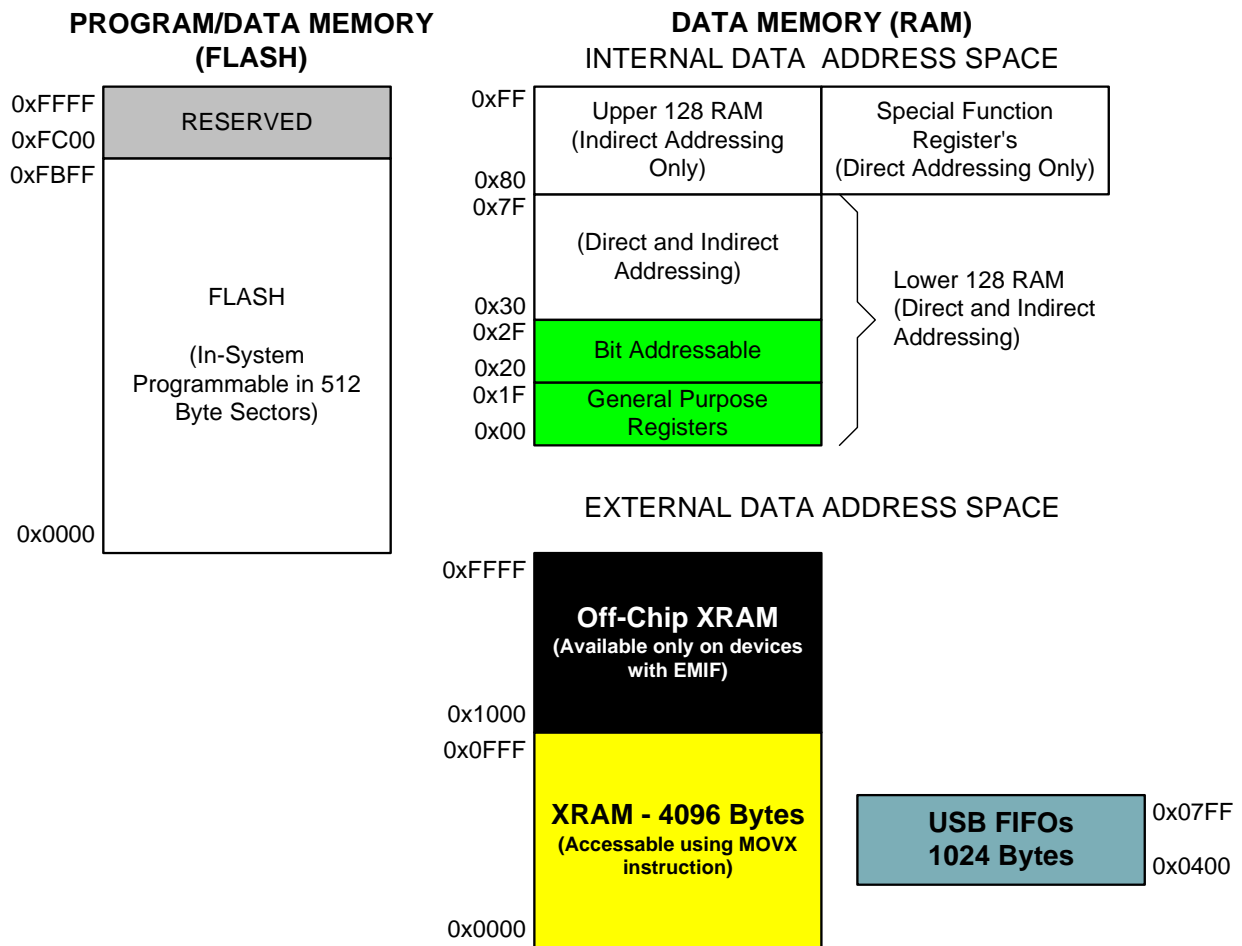 PROGRAM/DATA MEMORY
(FLASH)
0xFFFF
RESERVED
0xFC00
0xFBFF
FLASH
(In-System
Programmable in 512
Byte Sectors)
0x0000
DATA MEMORY (RAM)
INTERNAL DATA ADDRESS SPACE
0xFF
Upper 128 RAM
(Indirect Addressing
Only)
0x80
Special Function
Register's
(Direct Addressing Only)
0x7F
(Direct and Indirect
Addressing)
0x30
Lower 128 RAM
(Direct and Indirect
Addressing)
0x2F
Bit Addressable
0x20
0x1F
General Purpose
Registers
0x00
EXTERNAL DATA ADDRESS SPACE
0xFFFF
Off-Chip XRAM
(Available only on devices
with EMIF)
0x1000
0x0FFF
XRAM - 4096 Bytes
(Accessable using MOVX
instruction)
0x0000
USB FIFOs
1024 Bytes
0x07FF
0x0400